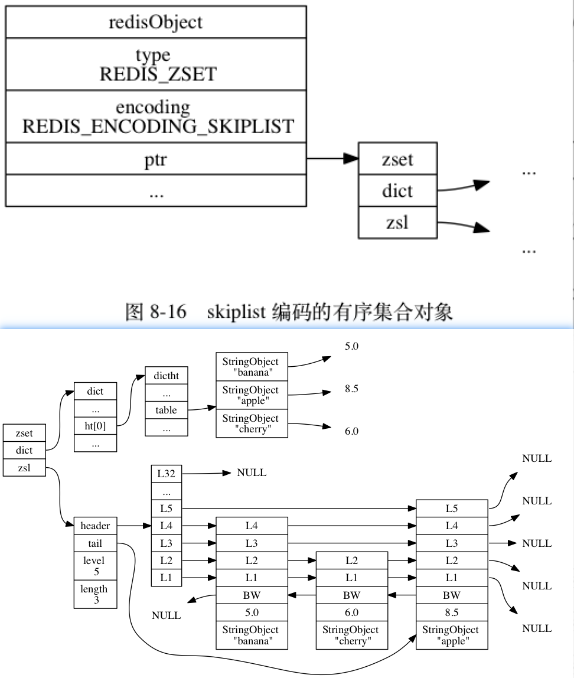 redisObject
type
REDIS_ZSET
encoding
REDIS_ENCODING_SKIPLIST
ptr
...
zset
dict
zsl
...
...
图 8-16 skiplist 编码的有序集合对象
zset
dict
zsl
dict
...
ht[0]
...
dictht
...
table
...
StringObject
"banana"
StringObject
"apple"
StringObject
"cherry"
5.0
8.5
6.0
header
tail
level
5
length
3
L32
...
L5
L4
L3
L2
L1
NULL
NULL
L4
L3
L2
L1
BW
5.0
StringObject
"banana"
L2
L1
BW
6.0
StringObject
"cherry"
L5
L4
L3
L2
L1
BW
8.5
StringObject
"apple"
NULL
NULL
NULL
NULL
NULL